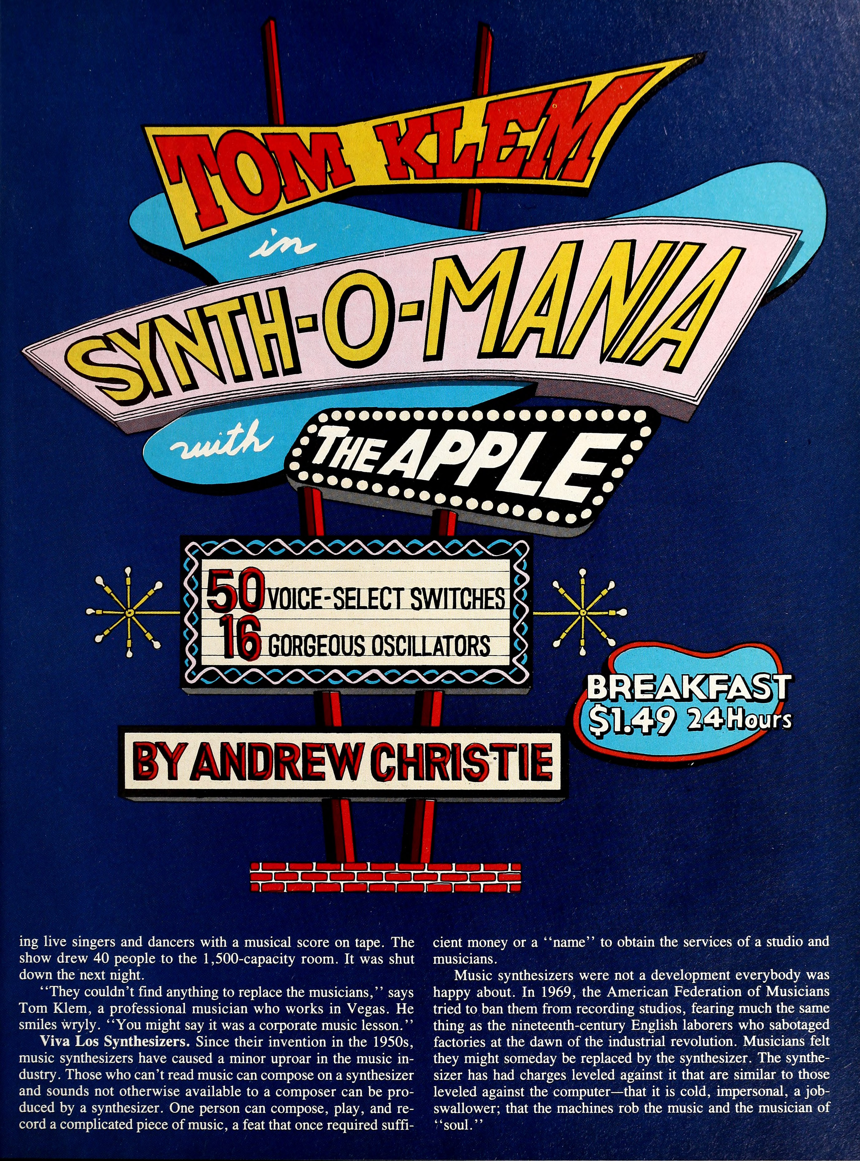 TOM KLEM
in
SYNTH-O-MANIA
with THE APPLE
50 VOICE-SELECT SWITCHES
16 GORGEOUS OSCILLATORS
BREAKFAST
$1.49 24 Hours
BY ANDREW CHRISTIE
ing live singers and dancers with a musical score on tape. The
show drew 40 people to the 1,500-capacity room. It was shut
down the next night.
‘‘They couldn’t find anything to replace the musicians,’’ says
Tom Klem, a professional musician who works in Vegas. He
smiles wryly. ‘‘You might say it was a corporate music lesson.’’
Viva Los Synthesizers. Since their invention in the 1950s,
music synthesizers have caused a minor uproar in the music in-
dustry. Those who can’t read music can compose on a synthesizer
and sounds not otherwise available to a composer can be pro-
duced by a synthesizer. One person can compose, play, and re-
cord a complicated piece of music, a feat that once required suffi-
cient money or a ‘‘name’’ to obtain the services of a studio and
musicians.
Music synthesizers were not a development everybody was
happy about. In 1969, the American Federation of Musicians
tried to ban them from recording studios, fearing much the same
thing as the nineteenth-century English laborers who sabotaged
factories at the dawn of the industrial revolution. Musicians felt
they might someday be replaced by the synthesizer. The synthe-
sizer has had charges leveled against it that are similar to those
leveled against the computer—that it is cold, impersonal, a job-
swallower; that the machines rob the music and the musician of
‘‘soul.’’